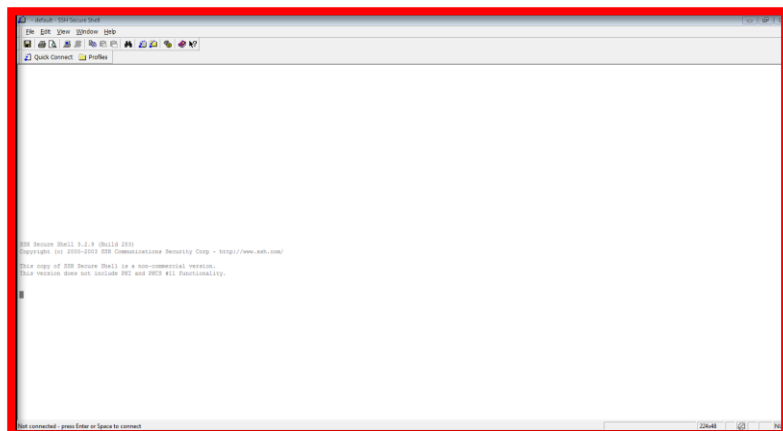 - default - SSH Secure Shell
File Edit View Window Help
Quick Connect Profiles
SSH Secure Shell 3.2.9 (Build 283)
Copyright (c) 2000-2003 SSH Communications Security Corp - http://www.ssh.com/
This copy of SSH Secure Shell is a non-commercial version.
This version does not include PKI and PKCS #11 functionality.
Not connected - press Enter or Space to connect
224x48